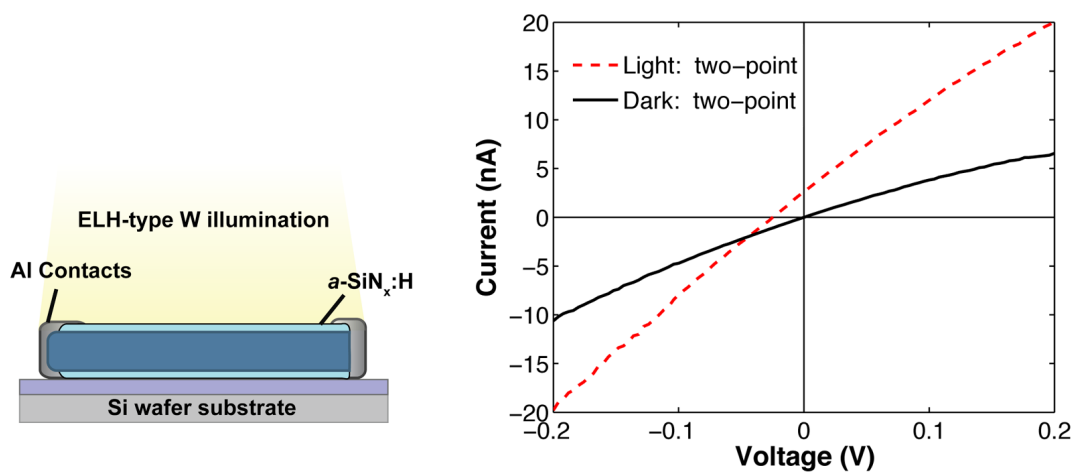 ELH-type W illumination
Al Contacts
a-SiNx:H
Si wafer substrate
20
15
10
5
0
−5
−10
−15
−20
Current (nA)
Light: two−point
Dark: two−point
−0.2
−0.1
0
0.1
0.2
Voltage (V)